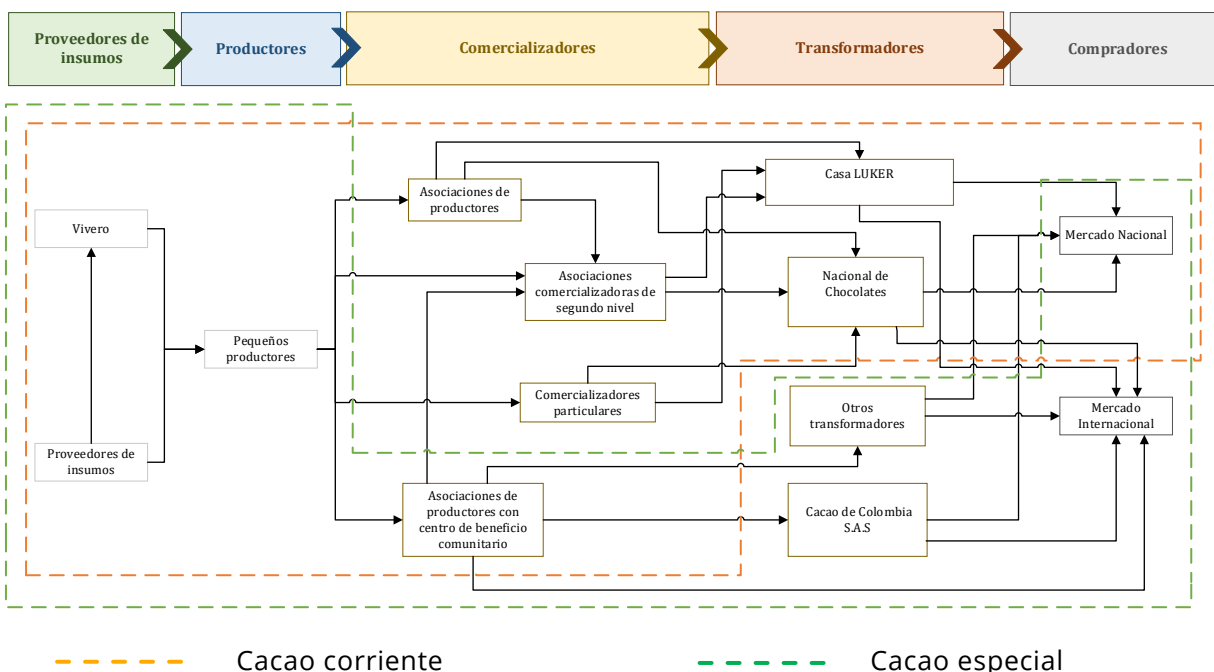 Proveedores de
insumos
Productores
Comercializadores
Transformadores
Compradores
Vivero
Proveedores de
insumos
Pequeños
productores
Asociaciones de
productores
Asociaciones
comercializadoras de
segundo nivel
Comercializadores
particulares
Asociaciones de
productores con
centro de beneficio
comunitario
Casa LUKER
Nacional de
Chocolates
Otros
transformadores
Cacao de Colombia
S.A.S
Mercado Nacional
Mercado
Internacional
Cacao corriente
Cacao especial